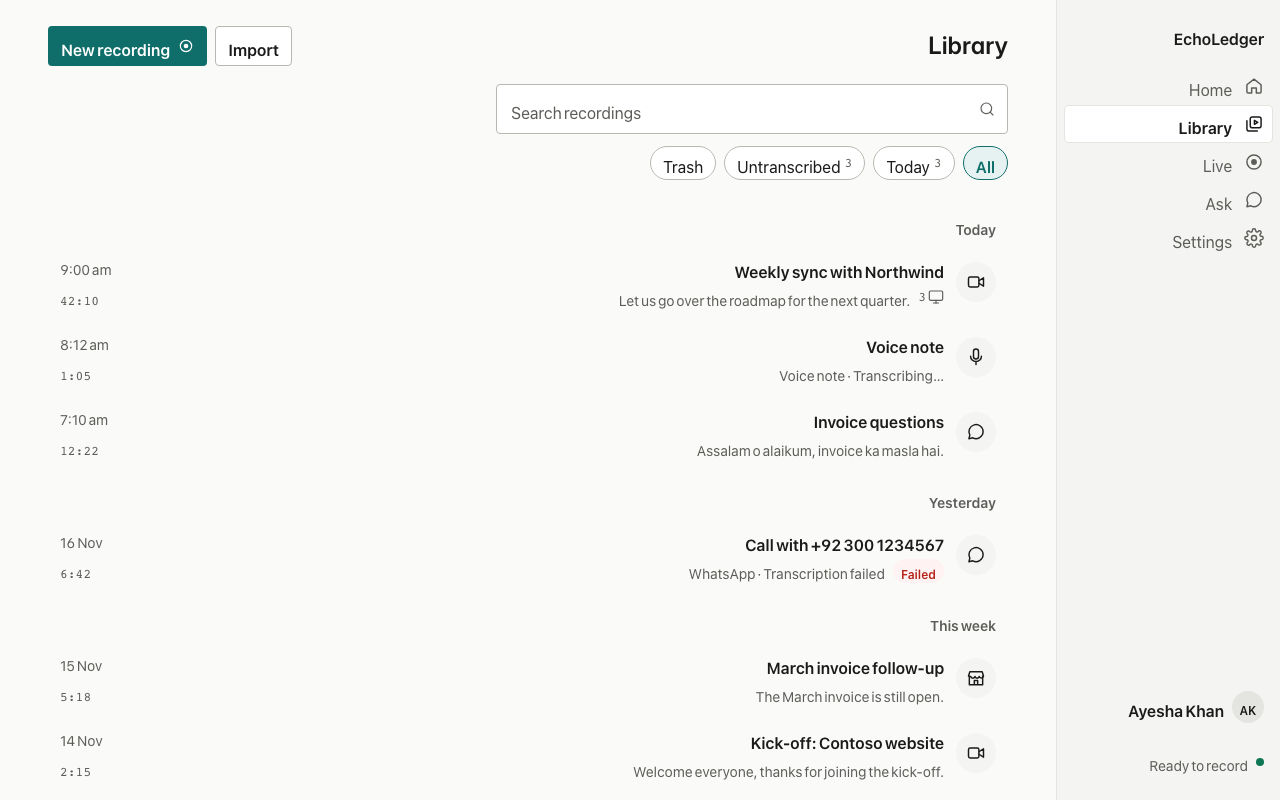 EchoLedger
Home
Library
Live
Ask
Settings
Ayesha Khan AK
Ready to record
Library
New recording
Import
Search recordings
All
Today 3
Untranscribed 3
Trash
Today
Weekly sync with Northwind
Let us go over the roadmap for the next quarter. 3
9:00 am
42:10
Voice note
Voice note · Transcribing...
8:12 am
1:05
Invoice questions
Assalam o alaikum, invoice ka masla hai.
7:10 am
12:22
Yesterday
Call with +92 300 1234567
WhatsApp · Transcription failed Failed
16 Nov
6:42
This week
March invoice follow-up
The March invoice is still open.
15 Nov
5:18
Kick-off: Contoso website
Welcome everyone, thanks for joining the kick-off.
14 Nov
2:15